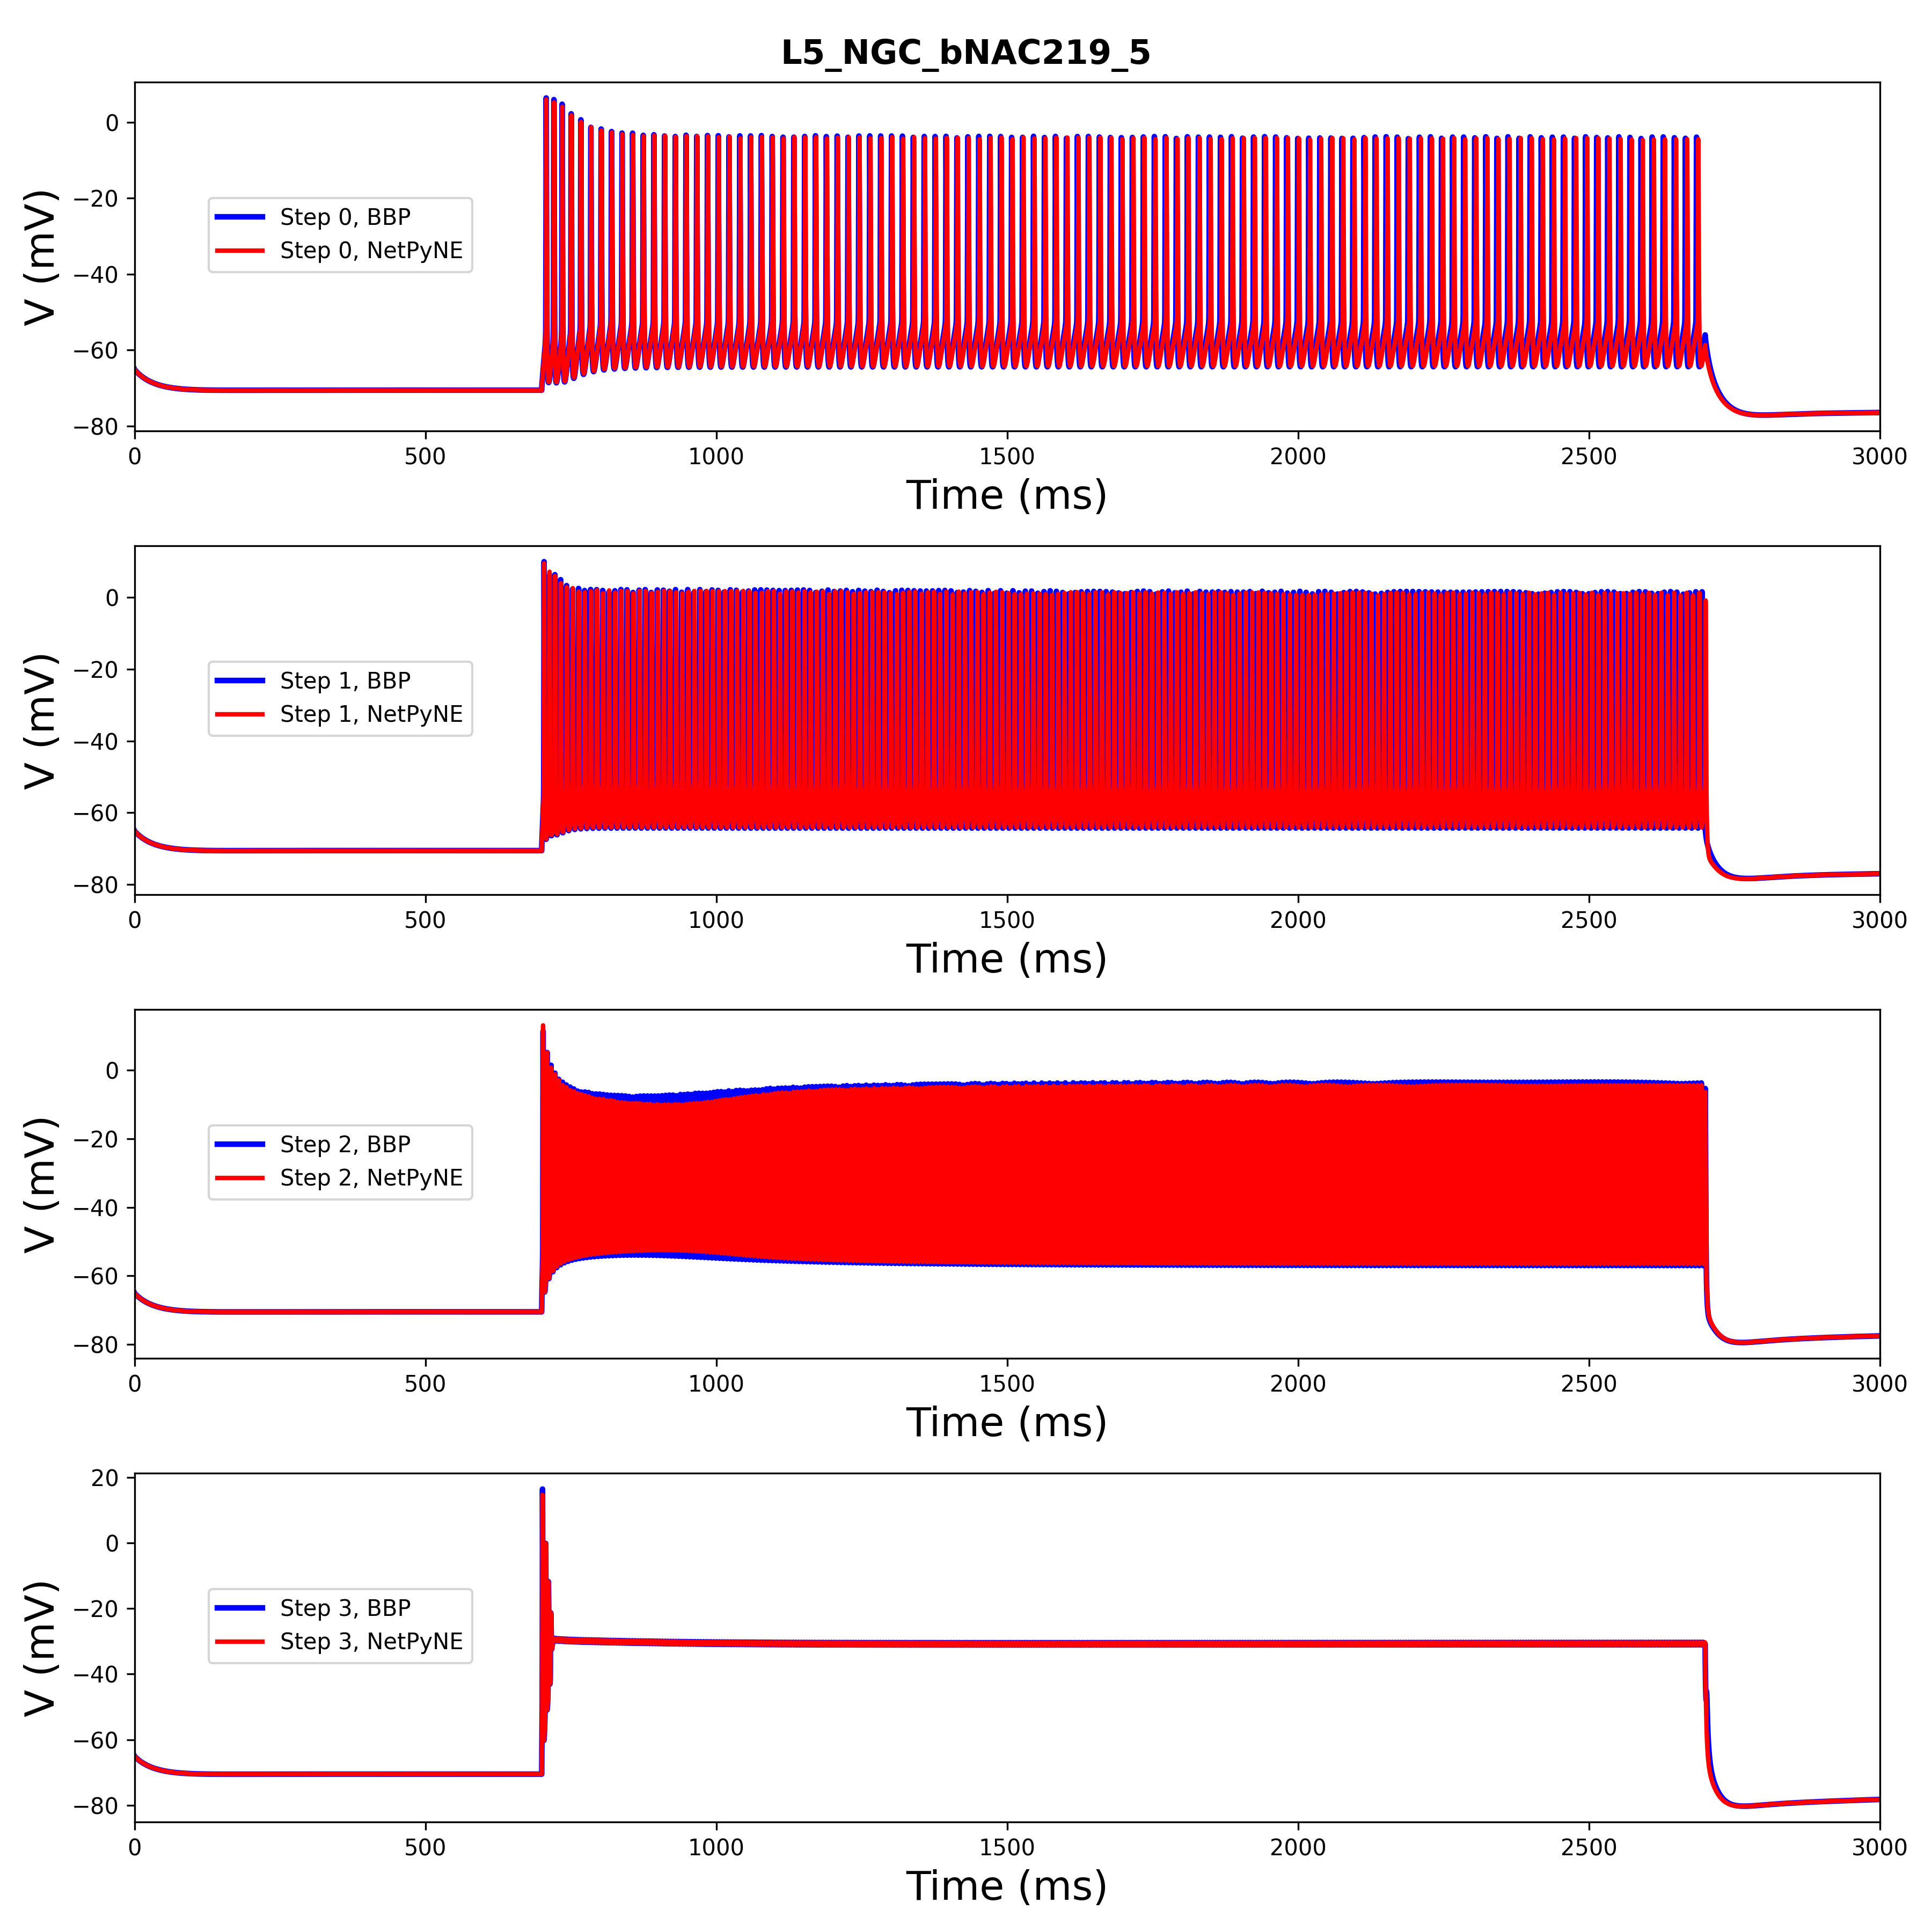 L5_NGC_bNAC219_5
V (mV)
0
−20
−40
−60
−80
Step 0, BBP
Step 0, NetPyNE
0 500 1000 1500 2000 2500 3000
Time (ms)
V (mV)
0
−20
−40
−60
−80
Step 1, BBP
Step 1, NetPyNE
0 500 1000 1500 2000 2500 3000
Time (ms)
V (mV)
0
−20
−40
−60
−80
Step 2, BBP
Step 2, NetPyNE
0 500 1000 1500 2000 2500 3000
Time (ms)
V (mV)
20
0
−20
−40
−60
−80
Step 3, BBP
Step 3, NetPyNE
0 500 1000 1500 2000 2500 3000
Time (ms)